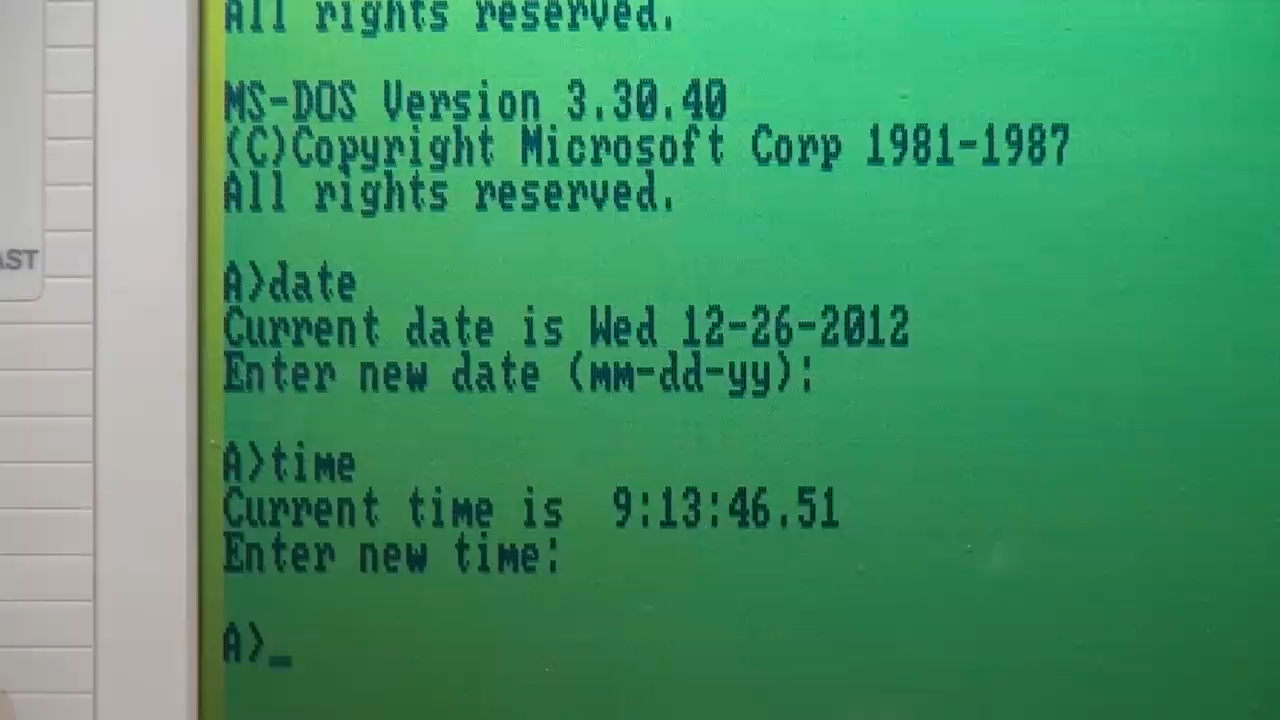 All rights reserved.
MS-DOS Version 3.30.40
(C)Copyright Microsoft Corp 1981-1987
All rights reserved.
A>date
Current date is Wed 12-26-2012
Enter new date (mm-dd-yy):
A>time
Current time is  9:13:46.51
Enter new time:
A>_
AST